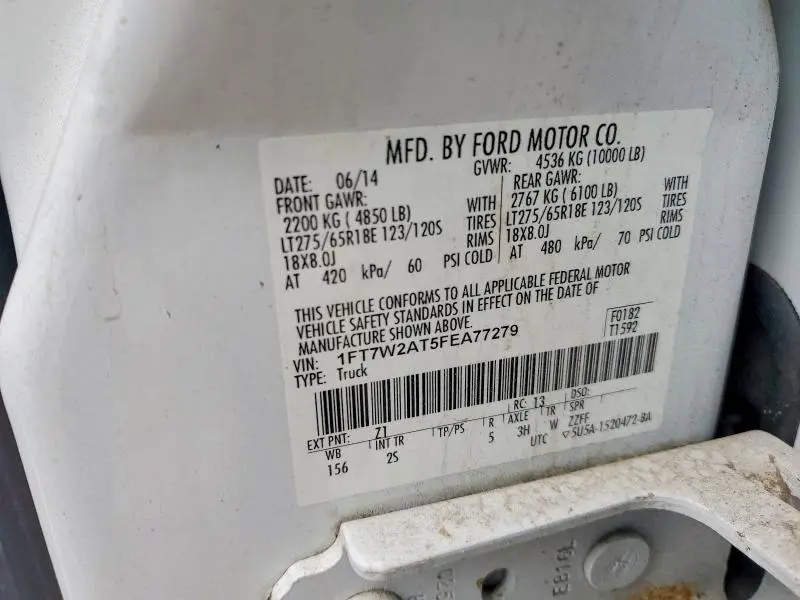 MFD. BY FORD MOTOR CO.
DATE: 06/14 GVWR: 4536 KG (10000 LB)
FRONT GAWR: REAR GAWR:
2200 KG ( 4850 LB) WITH 2767 KG ( 6100 LB) WITH
LT275/65R18E 123/120S TIRES LT275/65R18E 123/120S TIRES
18X8.0J RIMS 18X8.0J RIMS
AT 420 kPa/ 60 PSI COLD AT 480 kPa/ 70 PSI COLD
THIS VEHICLE CONFORMS TO ALL APPLICABLE FEDERAL MOTOR
VEHICLE SAFETY STANDARDS IN EFFECT ON THE DATE OF
MANUFACTURE SHOWN ABOVE.
F0182
T1592
VIN: 1FT7W2AT5FEA77279
TYPE: Truck
EXT PNT: Z1 RC: 13 DSO:
WB INT TR TP/PS R AXLE TR SPR
156 2S 5 3H W ZZFF
UTC 5U5A-1520472-BA